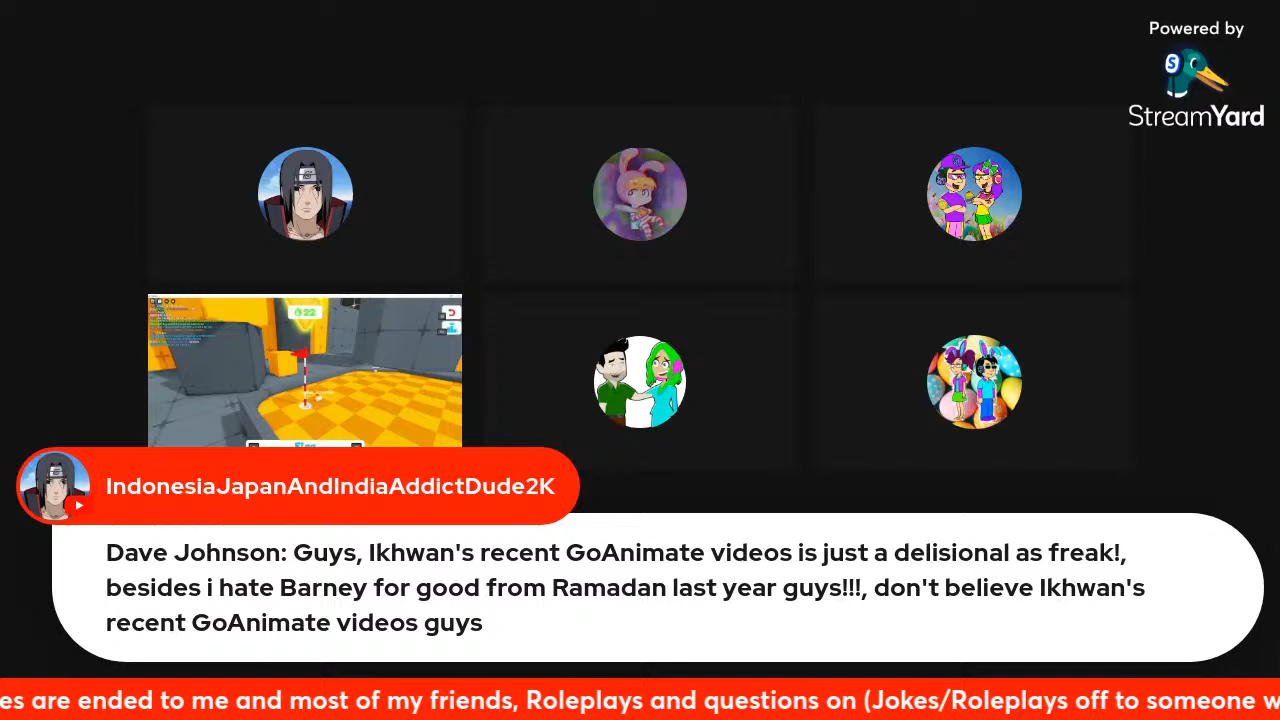 Powered by
StreamYard
22
IndonesiaJapanAndIndiaAddictDude2K
Dave Johnson: Guys, Ikhwan's recent GoAnimate videos is just a delisional as freak!,
besides i hate Barney for good from Ramadan last year guys!!!, don't believe Ikhwan's
recent GoAnimate videos guys
es are ended to me and most of my friends, Roleplays and questions on (Jokes/Roleplays off to someone w